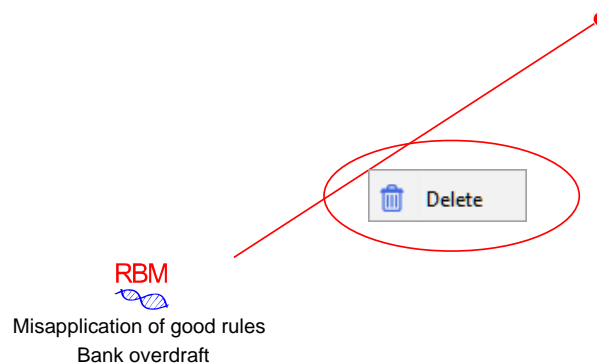 Delete
RBM
Misapplication of good rules
Bank overdraft